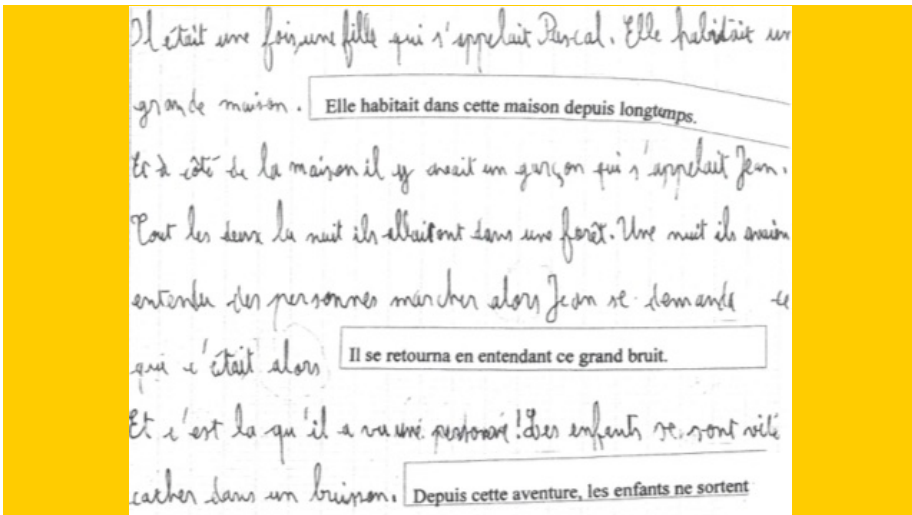 Il était une fois, une fille qui s'appelait Pascal. Elle habitait un
grande maison. Elle habitait dans cette maison depuis longtemps.
Et à côté de la maison il y avait un garçon qui s'appelait Jean.
Tout les deux la nuit ils allaitont dans une forêt. Une nuit ils avaien
entendu des personnes marcher alors Jean se demanda ce
qui c'était alors Il se retourna en entendant ce grand bruit.
Et c'est la qu'il a vu une personne! Les enfants se sont vite
cacher dans un buisson. Depuis cette aventure, les enfants ne sortent